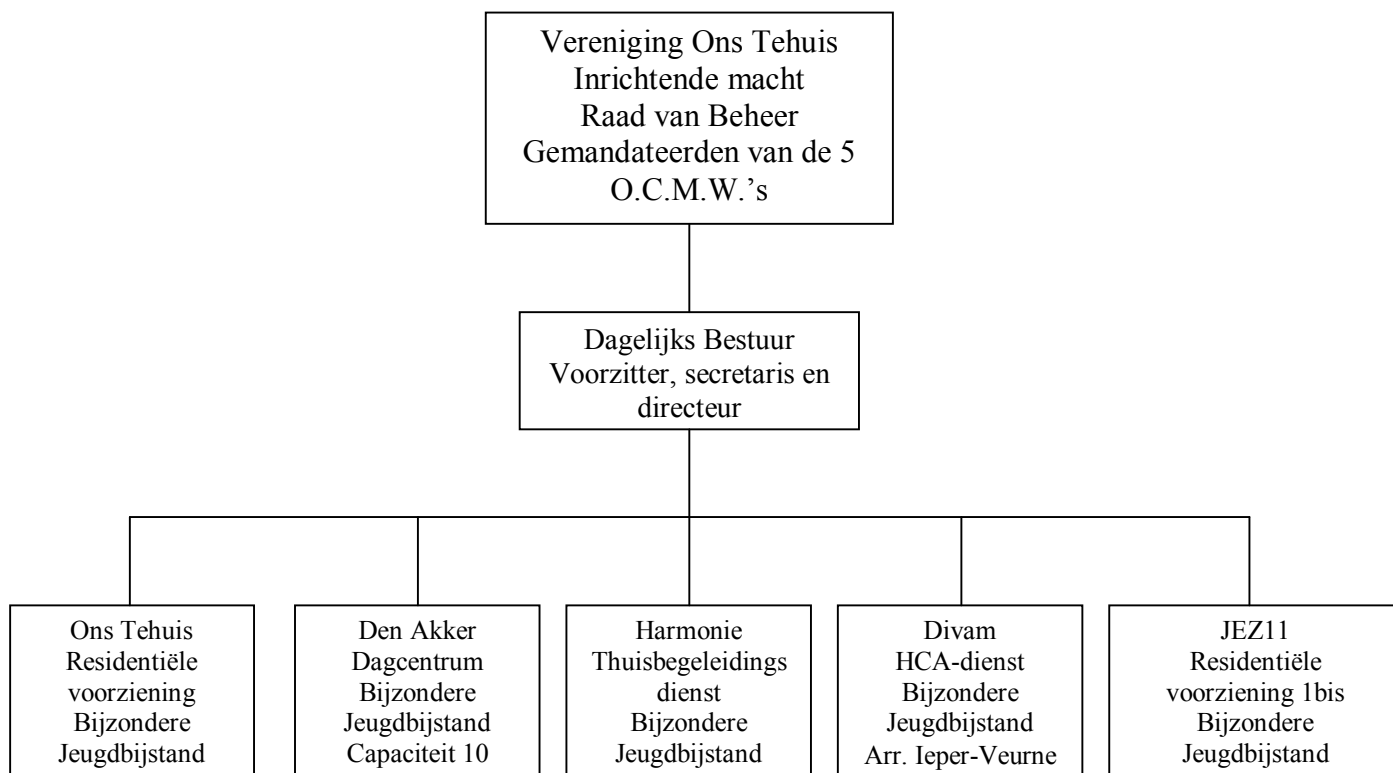 Vereniging Ons Tehuis
Inrichtende macht
Raad van Beheer
Gemandateerden van de 5
O.C.M.W.’s
Dagelijks Bestuur
Voorzitter, secretaris en
directeur
Ons Tehuis
Residentiële
voorziening
Bijzondere
Jeugdbijstand
Den Akker
Dagcentrum
Bijzondere
Jeugdbijstand
Capaciteit 10
Harmonie
Thuisbegeleidings
dienst
Bijzondere
Jeugdbijstand
Divam
HCA-dienst
Bijzondere
Jeugdbijstand
Arr. Ieper-Veurne
JEZ11
Residentiële
voorziening 1bis
Bijzondere
Jeugdbijstand